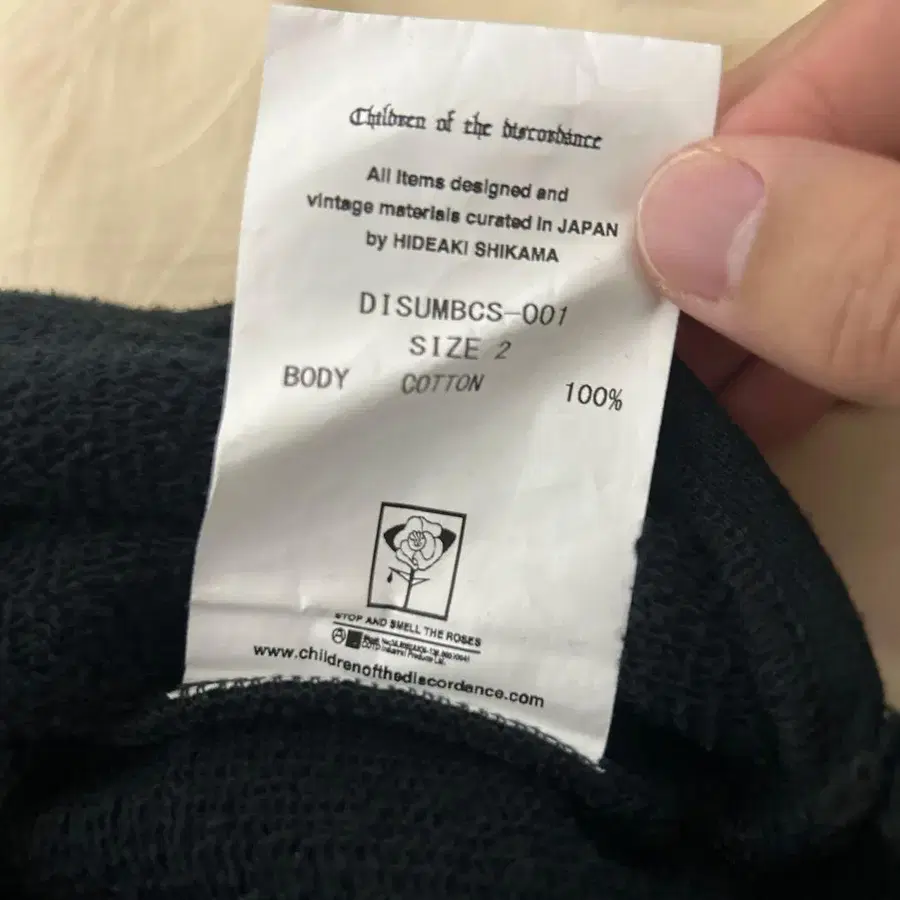 Children of the discordance
All items designed and
vintage materials curated in JAPAN
by HIDEAKI SHIKAMA
DISUMBCS-001
SIZE 2
BODY COTTON 100%
STOP AND SMELL THE ROSES
www.childrenofthediscordance.com